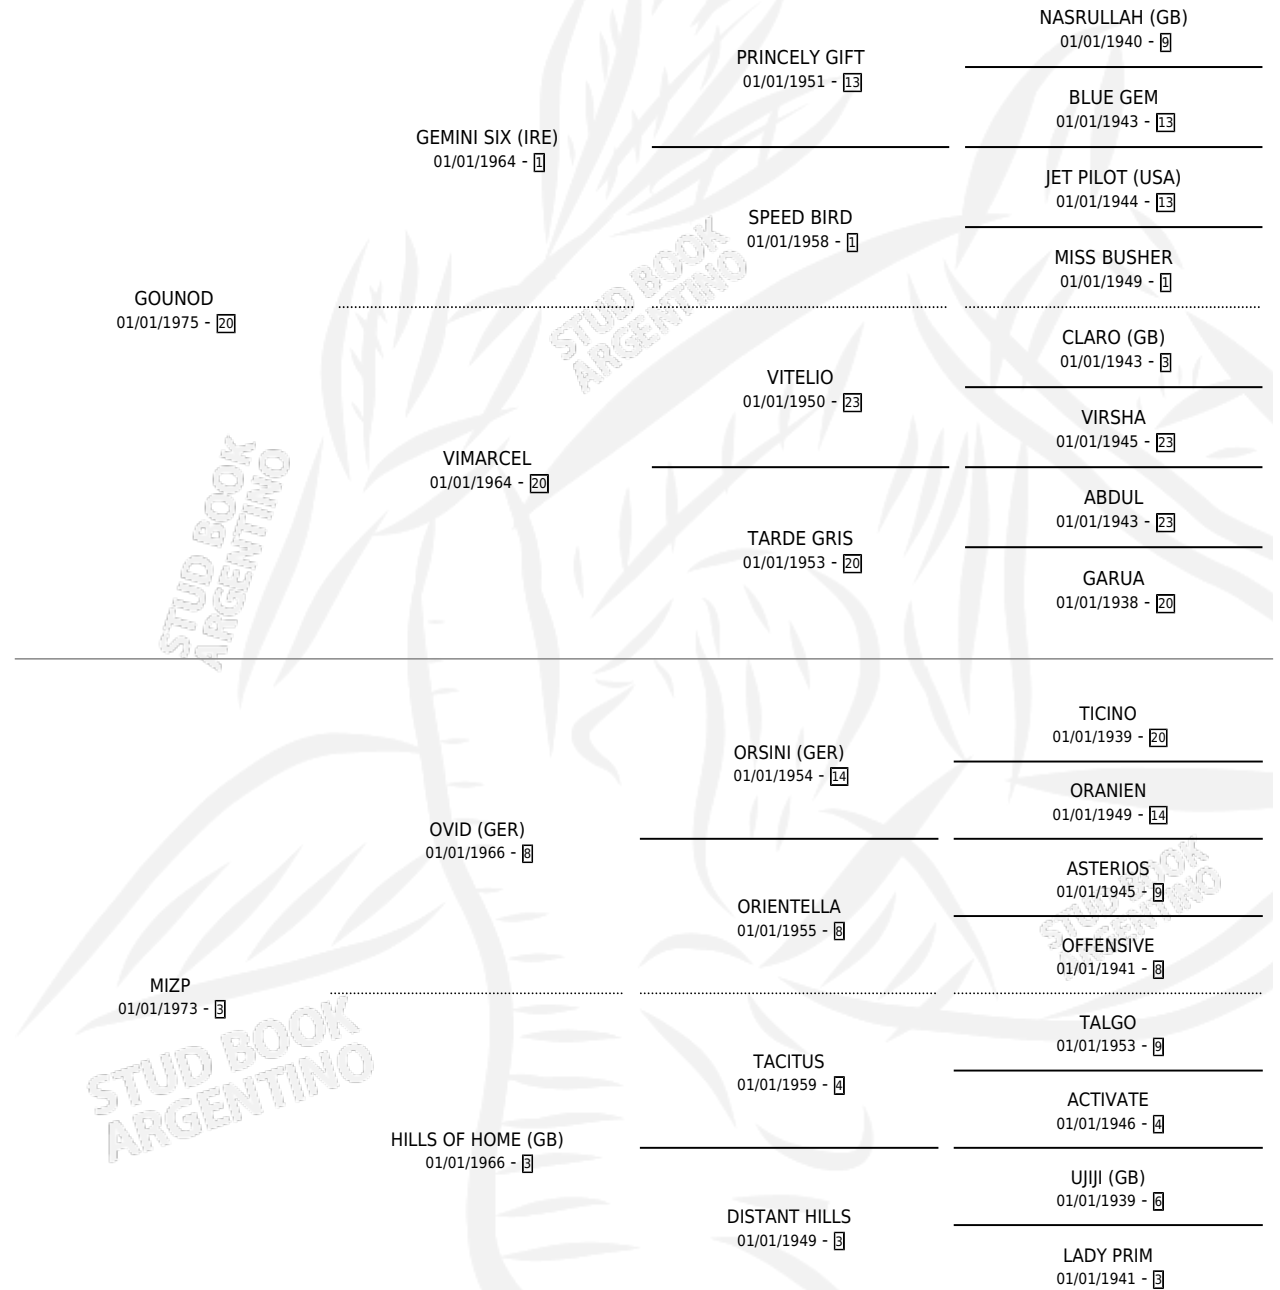 NASRULLAH (GB)
01/01/1940 - 9
PRINCELY GIFT
01/01/1951 - 13
BLUE GEM
01/01/1943 - 13
GEMINI SIX (IRE)
01/01/1964 - 1
JET PILOT (USA)
01/01/1944 - 13
SPEED BIRD
01/01/1958 - 1
MISS BUSHER
01/01/1949 - 1
GOUNOD
01/01/1975 - 20
STUD BOOK
ARGENTINO
CLARO (GB)
01/01/1943 - 3
VITELIO
01/01/1950 - 23
VIRSHA
01/01/1945 - 23
VIMARCEL
01/01/1964 - 20
ABDUL
01/01/1943 - 23
TARDE GRIS
01/01/1953 - 20
GARUA
01/01/1938 - 20
STUD BOOK
ARGENTINO
TICINO
01/01/1939 - 20
ORSINI (GER)
01/01/1954 - 14
ORANIEN
01/01/1949 - 14
OVID (GER)
01/01/1966 - 8
ASTERIOS
01/01/1945 - 9
ORIENTELLA
01/01/1955 - 8
STUD BOOK
ARGENTINO
OFFENSIVE
01/01/1941 - 8
MIZP
01/01/1973 - 3
TALGO
01/01/1953 - 9
TACITUS
01/01/1959 - 4
STUD BOOK
ARGENTINO
ACTIVATE
01/01/1946 - 4
HILLS OF HOME (GB)
01/01/1966 - 3
UJIJI (GB)
01/01/1939 - 6
DISTANT HILLS
01/01/1949 - 3
LADY PRIM
01/01/1941 - 3